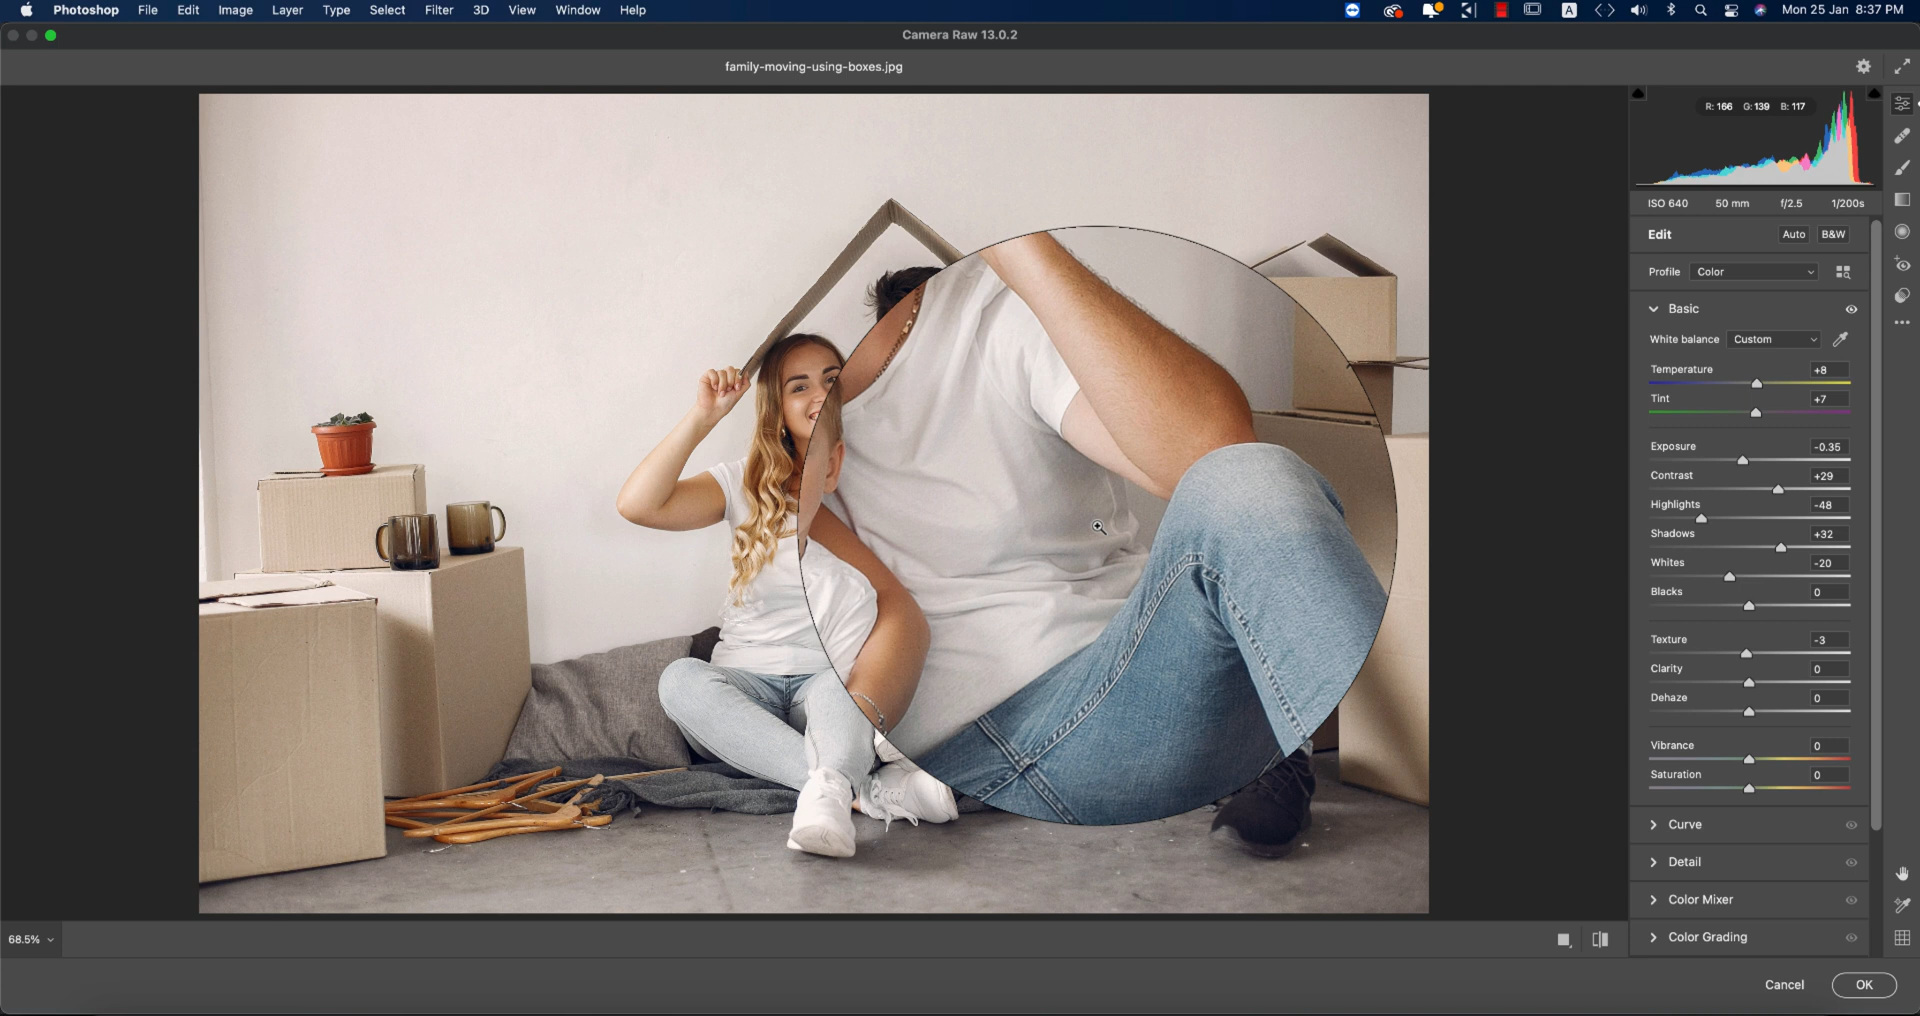 Photoshop File Edit Image Layer Type Select Filter 3D View Window Help A Mon 25 Jan 8:37 PM
Camera Raw 13.0.2
family-moving-using-boxes.jpg
R: 166 G: 139 B: 117
ISO 640 50 mm f/2.5 1/200s
Edit Auto B&W
Profile Color
Basic
White balance Custom
Temperature +8
Tint +7
Exposure -0.35
Contrast +29
Highlights -48
Shadows +32
Whites -20
Blacks 0
Texture -3
Clarity 0
Dehaze 0
Vibrance 0
Saturation 0
Curve
Detail
Color Mixer
Color Grading
68.5%
Cancel OK